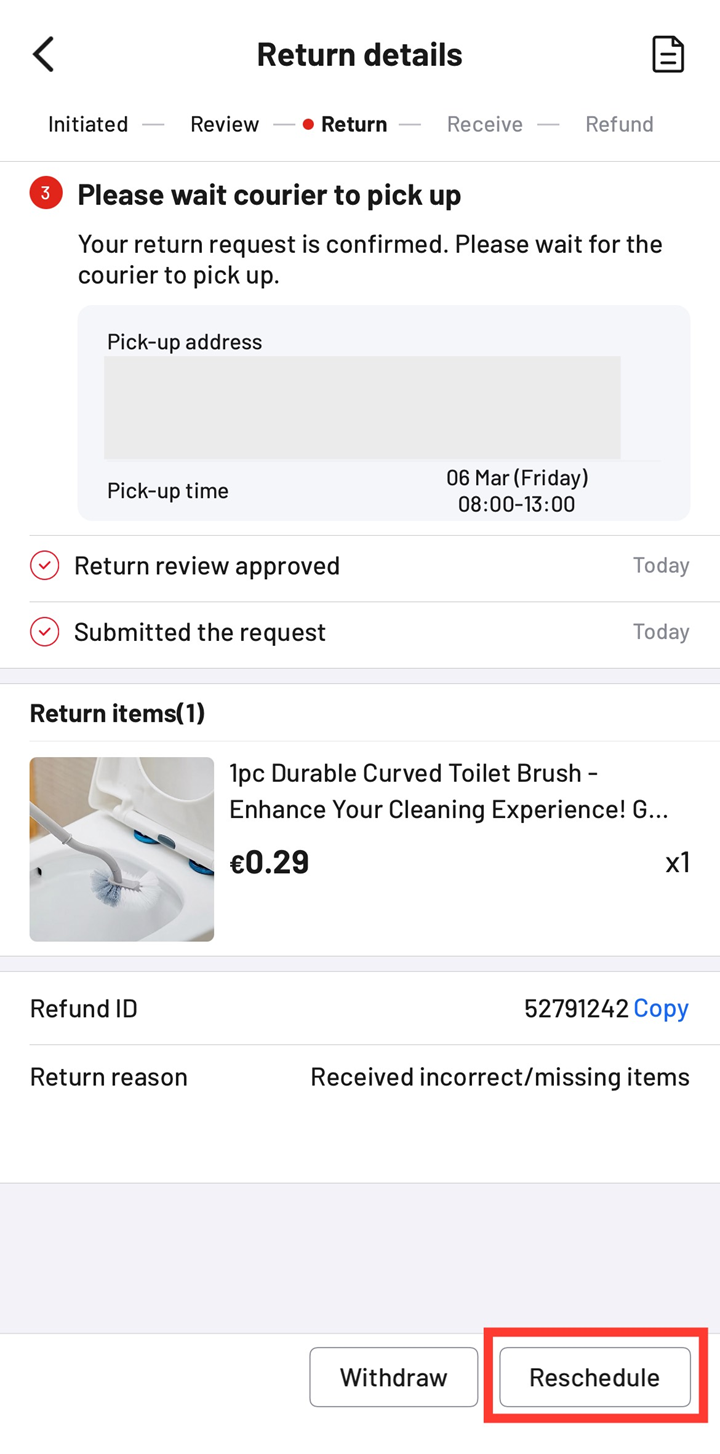 Return details
Initiated — Review — Return — Receive — Refund
3 Please wait courier to pick up
Your return request is confirmed. Please wait for the
courier to pick up.
Pick-up address
Pick-up time
06 Mar (Friday)
08:00-13:00
Return review approved Today
Submitted the request Today
Return items(1)
1pc Durable Curved Toilet Brush -
Enhance Your Cleaning Experience! G...
€0.29 x1
Refund ID 52791242 Copy
Return reason Received incorrect/missing items
Withdraw Reschedule